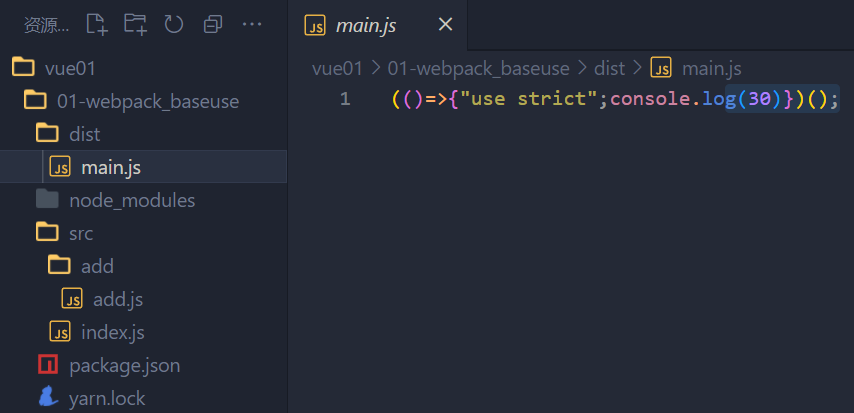 资源...
vue01
01-webpack_baseuse
dist
JS main.js
node_modules
src
add
JS add.js
JS index.js
package.json
yarn.lock
JS main.js
vue01 > 01-webpack_baseuse > dist > JS main.js
1 (()=>{"use strict";console.log(30)})();